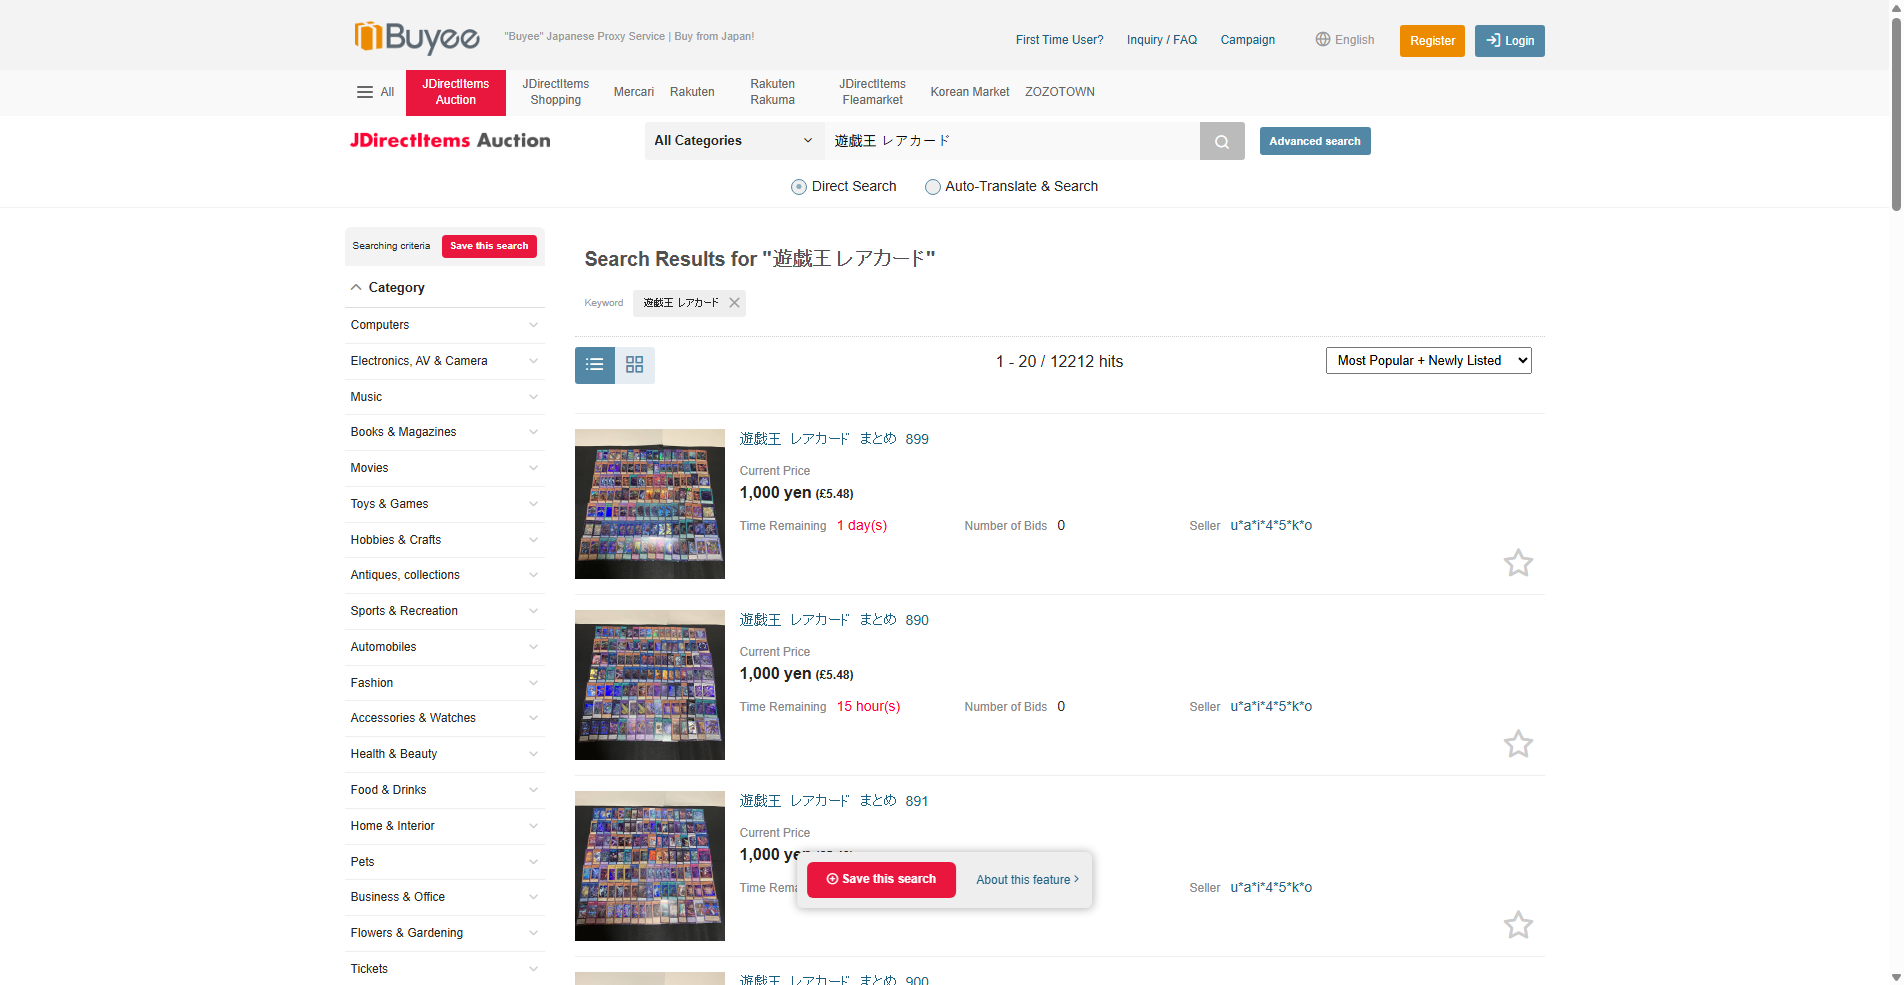 Buyee
"Buyee" Japanese Proxy Service | Buy from Japan!
First Time User?
Inquiry / FAQ
Campaign
English
Register
Login
All
JDirectItems Auction
JDirectItems Shopping
Mercari
Rakuten
Rakuten Rakuma
JDirectItems Fleamarket
Korean Market
ZOZOTOWN
JDirectItems Auction
All Categories
遊戯王 レアカード
Advanced search
Direct Search
Auto-Translate & Search
Searching criteria
Save this search
Category
Computers
Electronics, AV & Camera
Music
Books & Magazines
Movies
Toys & Games
Hobbies & Crafts
Antiques, collections
Sports & Recreation
Automobiles
Fashion
Accessories & Watches
Health & Beauty
Food & Drinks
Home & Interior
Pets
Business & Office
Flowers & Gardening
Tickets
Search Results for "遊戯王 レアカード"
Keyword
遊戯王 レアカード
1 - 20 / 12212 hits
Most Popular + Newly Listed
遊戯王 レアカード まとめ 899
Current Price
1,000 yen (£5.48)
Time Remaining 1 day(s)
Number of Bids 0
Seller u*a*i*4*5*k*o
遊戯王 レアカード まとめ 890
Current Price
1,000 yen (£5.48)
Time Remaining 15 hour(s)
Number of Bids 0
Seller u*a*i*4*5*k*o
遊戯王 レアカード まとめ 891
Current Price
1,000
Time
Seller u*a*i*4*5*k*o
Save this search
About this feature
遊戯王 レアカード まとめ 900